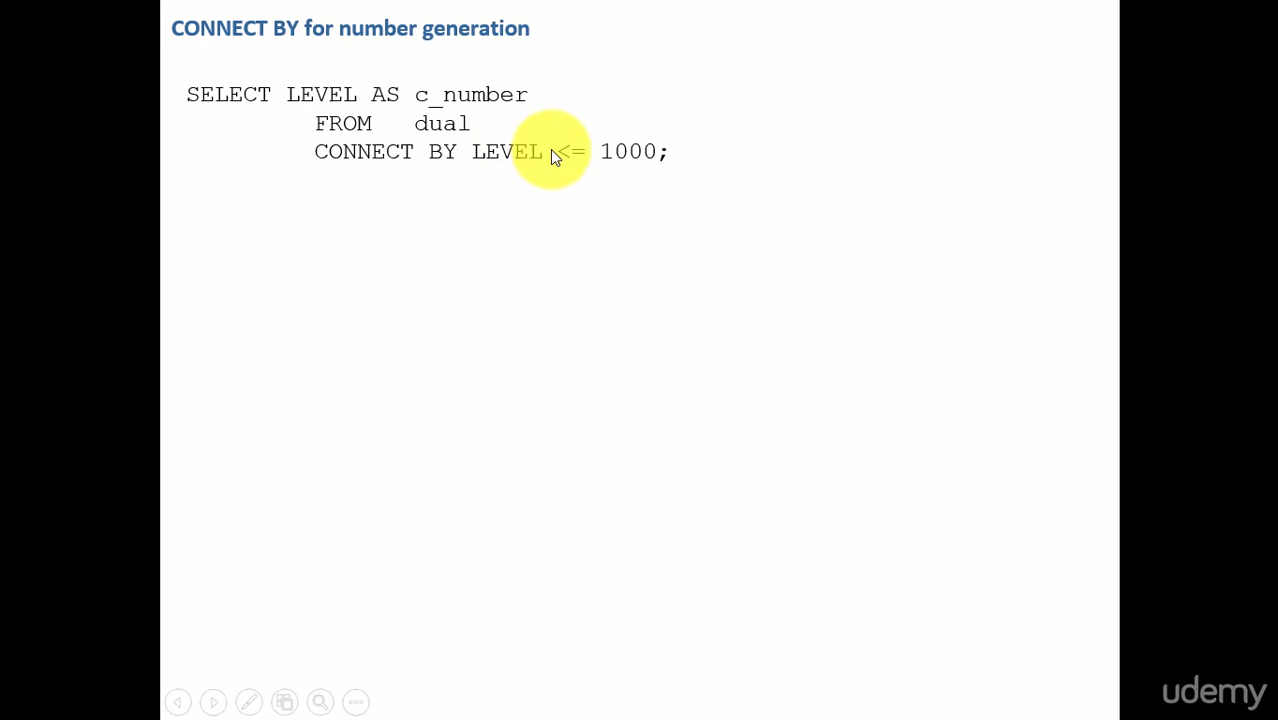 CONNECT BY for number generation
SELECT LEVEL AS c_number
FROM dual
CONNECT BY LEVEL <= 1000;
udemy